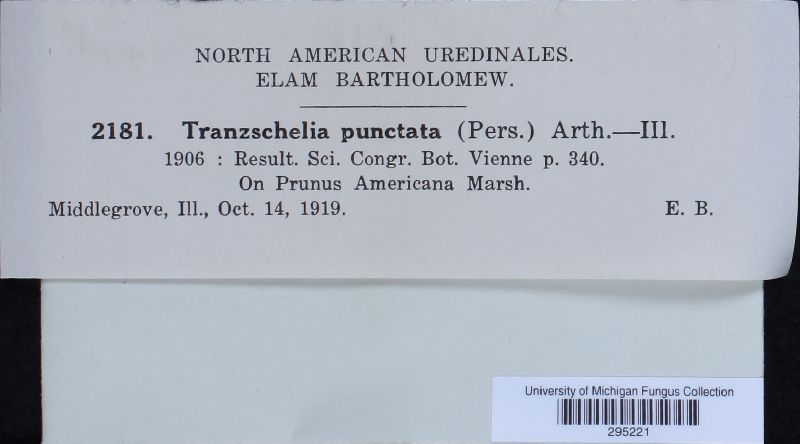 NORTH AMERICAN UREDINALES.
ELAM BARTHOLOMEW.
2181. Tranzschelia punctata (Pers.) Arth.—III.
1906 : Result. Sci. Congr. Bot. Vienne p. 340.
On Prunus Americana Marsh.
Middlegrove, Ill., Oct. 14, 1919. E. B.
University of Michigan Fungus Collection
295221